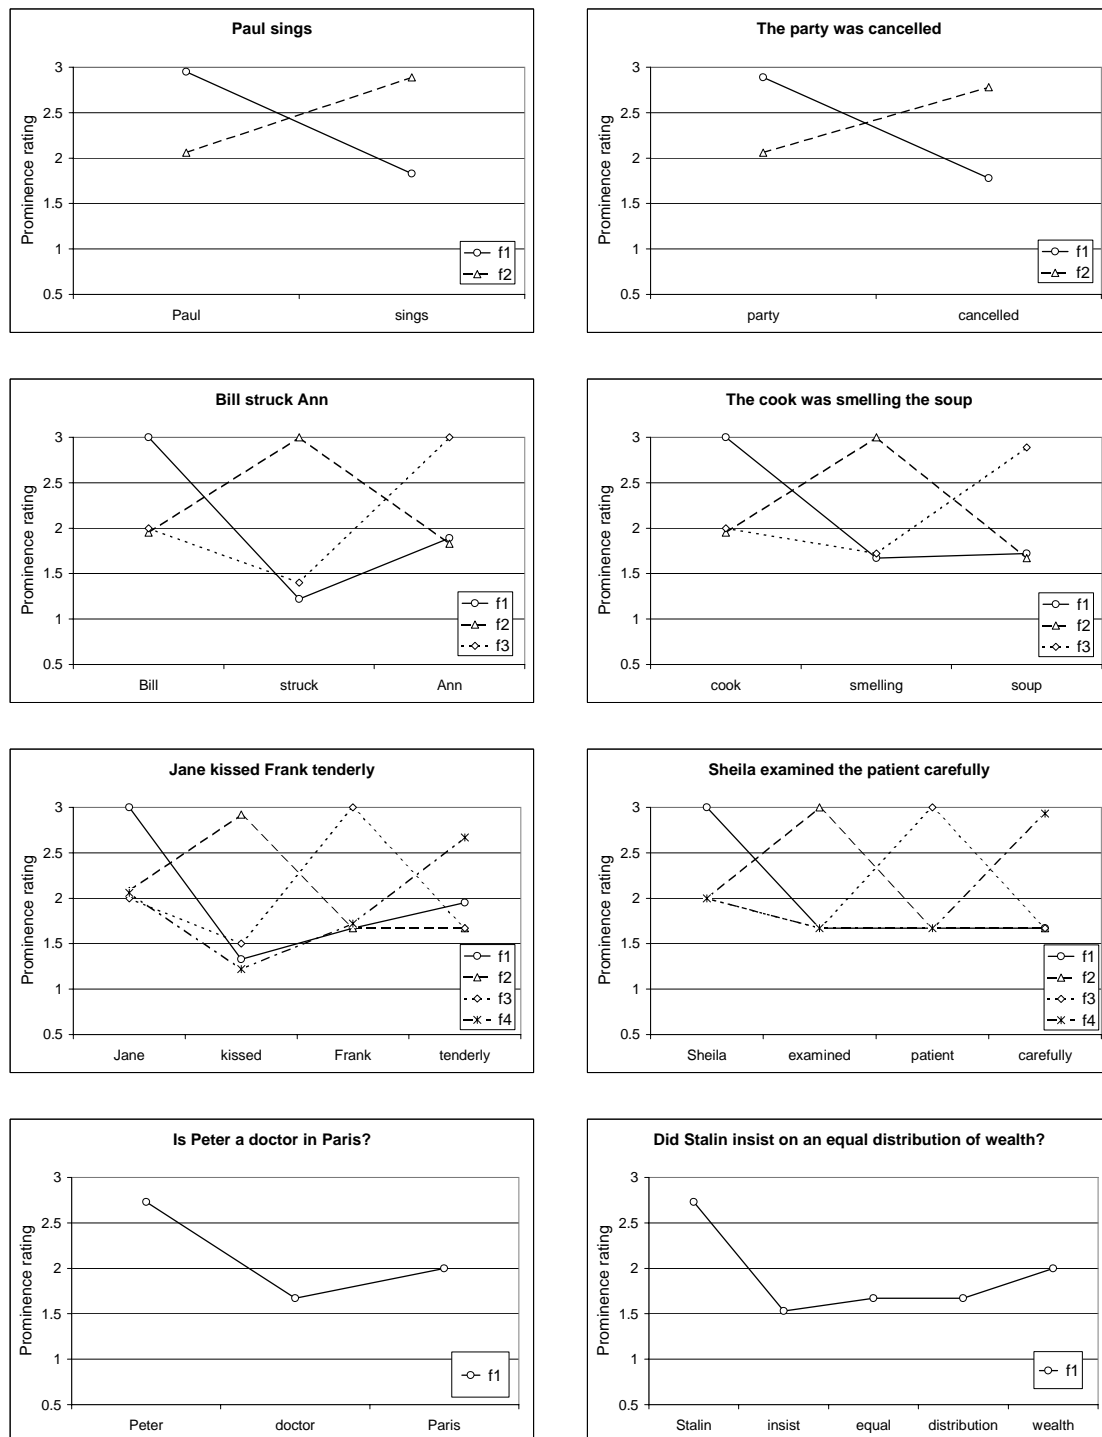 Paul sings
Prominence rating
3
2.5
2
1.5
1
0.5
Paul sings
f1
f2
The party was cancelled
Prominence rating
3
2.5
2
1.5
1
0.5
party cancelled
f1
f2
Bill struck Ann
Prominence rating
3
2.5
2
1.5
1
0.5
Bill struck Ann
f1
f2
f3
The cook was smelling the soup
Prominence rating
3
2.5
2
1.5
1
0.5
cook smelling soup
f1
f2
f3
Jane kissed Frank tenderly
Prominence rating
3
2.5
2
1.5
1
0.5
Jane kissed Frank tenderly
f1
f2
f3
f4
Sheila examined the patient carefully
Prominence rating
3
2.5
2
1.5
1
0.5
Sheila examined patient carefully
f1
f2
f3
f4
Is Peter a doctor in Paris?
Prominence rating
3
2.5
2
1.5
1
0.5
Peter doctor Paris
f1
Did Stalin insist on an equal distribution of wealth?
Prominence rating
3
2.5
2
1.5
1
0.5
Stalin insist equal distribution wealth
f1